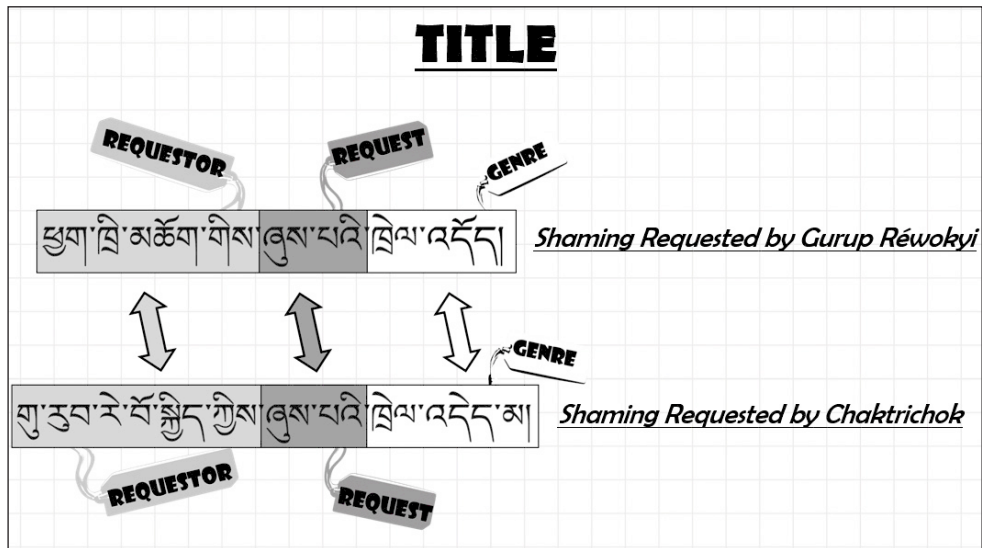 TITLE
REQUESTOR
REQUEST
GENRE
ཕྱག་ཁྲི་མཆོག་གིས་ཞུས་པའི་ཁྲེལ་འདོད། Shaming Requested by Gurup Réwokyi
GENRE
གུ་རུབ་རེ་བོ་སྐྱིད་ཀྱིས་ཞུས་པའི་ཁྲེལ་འདེད་མ། Shaming Requested by Chaktrichok
REQUESTOR
REQUEST